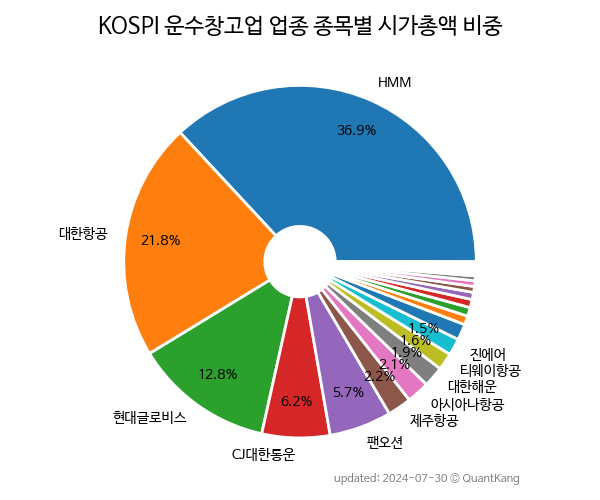 KOSPI 운수창고업 업종 종목별 시가총액 비중
HMM
36.9%
대한항공
21.8%
현대글로비스
12.8%
CJ대한통운
6.2%
팬오션
5.7%
제주항공
2.2%
아시아나항공
2.1%
대한해운
1.9%
티웨이항공
1.6%
진에어
1.5%
updated: 2024-07-30 © QuantKang